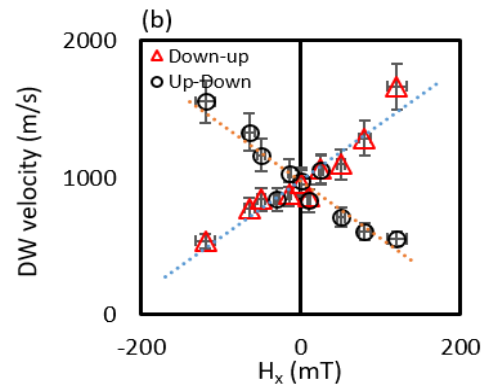 (b)
2000
Down-up
Up-Down
DW velocity (m/s)
1000
0
-200
0
200
Hₓ (mT)